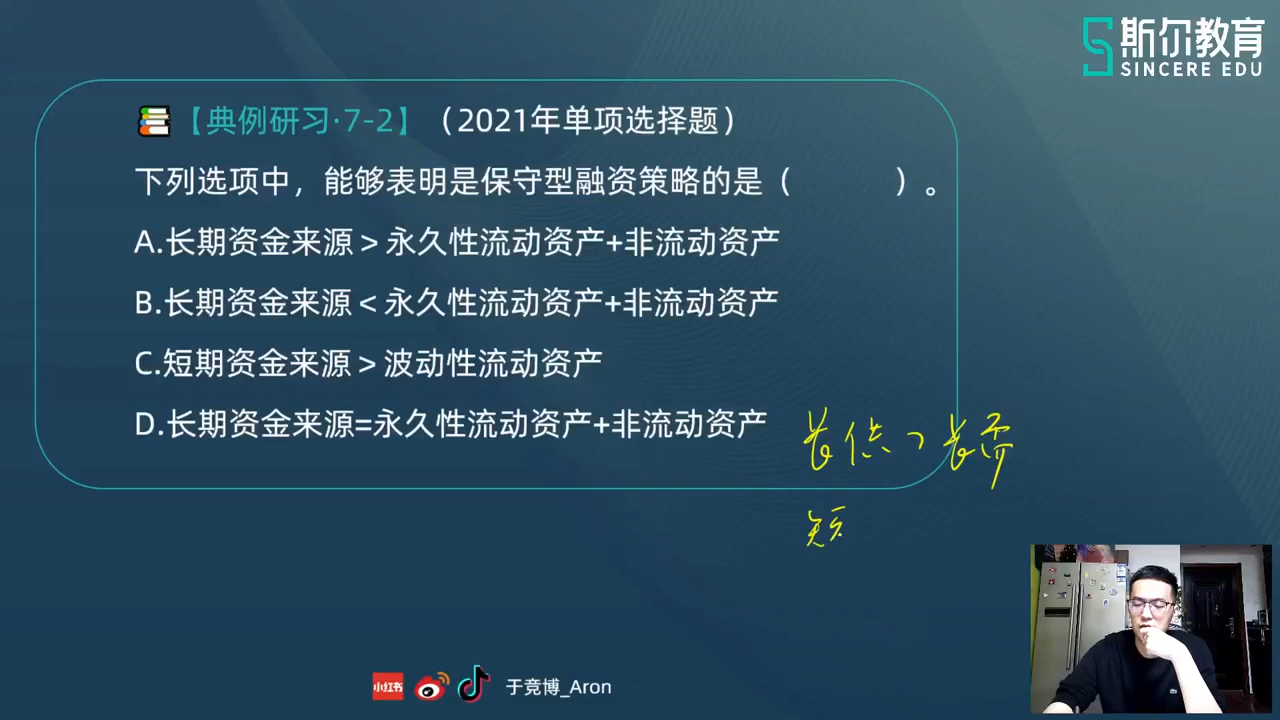 斯尔教育
SINCERE EDU
【典例研习·7-2】（2021年单项选择题）
下列选项中，能够表明是保守型融资策略的是（　　　）。
A.长期资金来源＞永久性流动资产+非流动资产
B.长期资金来源＜永久性流动资产+非流动资产
C.短期资金来源＞波动性流动资产
D.长期资金来源=永久性流动资产+非流动资产
长供＞长需
短
小红书
于竞博_Aron